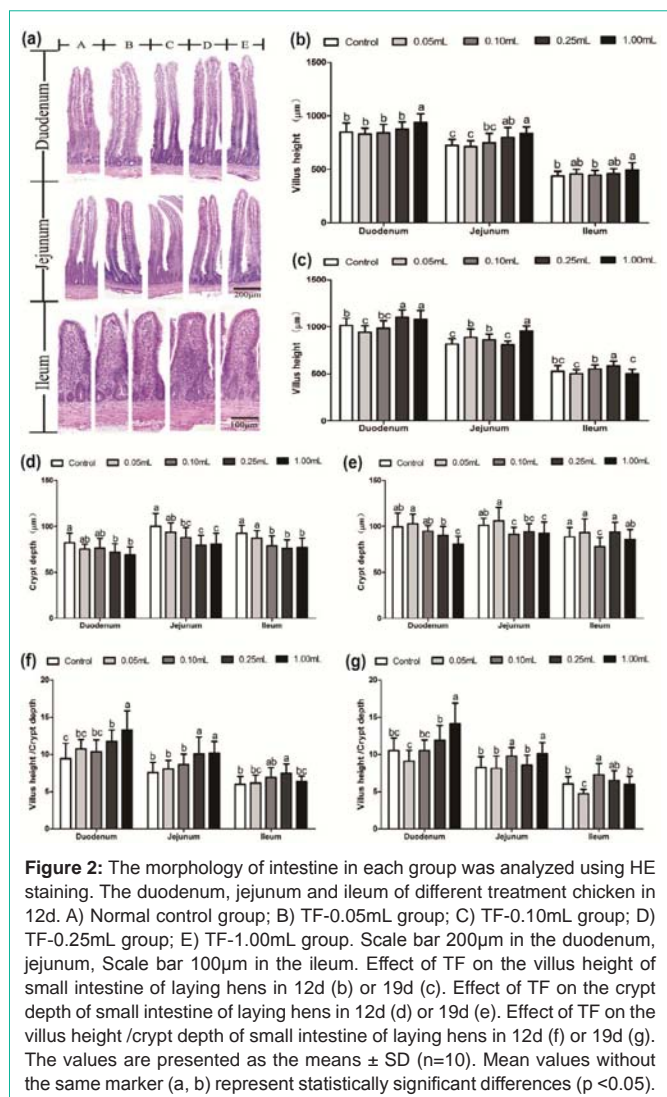 (a) A B C D E
Duodenum
Jejunum
Ileum
200μm
100μm
(b) Control 0.05mL 0.10mL 0.25mL 1.00mL
Villus height (μm)
1000
500
0
b b b b a
c c bc ab a
b ab b ab a
Duodenum Jejunum Ileum
(c) Control 0.05mL 0.10mL 0.25mL 1.00mL
Villus height (μm)
1000
500
0
b c bc a a
c b b c a
bc c b a c
Duodenum Jejunum Ileum
(d) Control 0.05mL 0.10mL 0.25mL 1.00mL
Crypt depth (μm)
150
100
50
0
a ab ab b b
a ab bc c c
a a b b b
Duodenum Jejunum Ileum
(e) Control 0.05mL 0.10mL 0.25mL 1.00mL
Crypt depth (μm)
150
100
50
0
ab a ab b c
ab a c bc bc
a a b a ab
Duodenum Jejunum Ileum
(f) Control 0.05mL 0.10mL 0.25mL 1.00mL
Villus height /Crypt depth
20
15
10
5
0
c bc bc b a
b b b a a
c bc ab a bc
Duodenum Jejunum Ileum
(g) Control 0.05mL 0.10mL 0.25mL 1.00mL
Villus height /Crypt depth
20
15
10
5
0
bc c bc b a
b b a b a
b c a ab b
Duodenum Jejunum Ileum
Figure 2: The morphology of intestine in each group was analyzed using HE
staining. The duodenum, jejunum and ileum of different treatment chicken in
12d. A) Normal control group; B) TF-0.05mL group; C) TF-0.10mL group; D)
TF-0.25mL group; E) TF-1.00mL group. Scale bar 200μm in the duodenum,
jejunum, Scale bar 100μm in the ileum. Effect of TF on the villus height of
small intestine of laying hens in 12d (b) or 19d (c). Effect of TF on the crypt
depth of small intestine of laying hens in 12d (d) or 19d (e). Effect of TF on the
villus height /crypt depth of small intestine of laying hens in 12d (f) or 19d (g).
The values are presented as the means ± SD (n=10). Mean values without
the same marker (a, b) represent statistically significant differences (p <0.05).